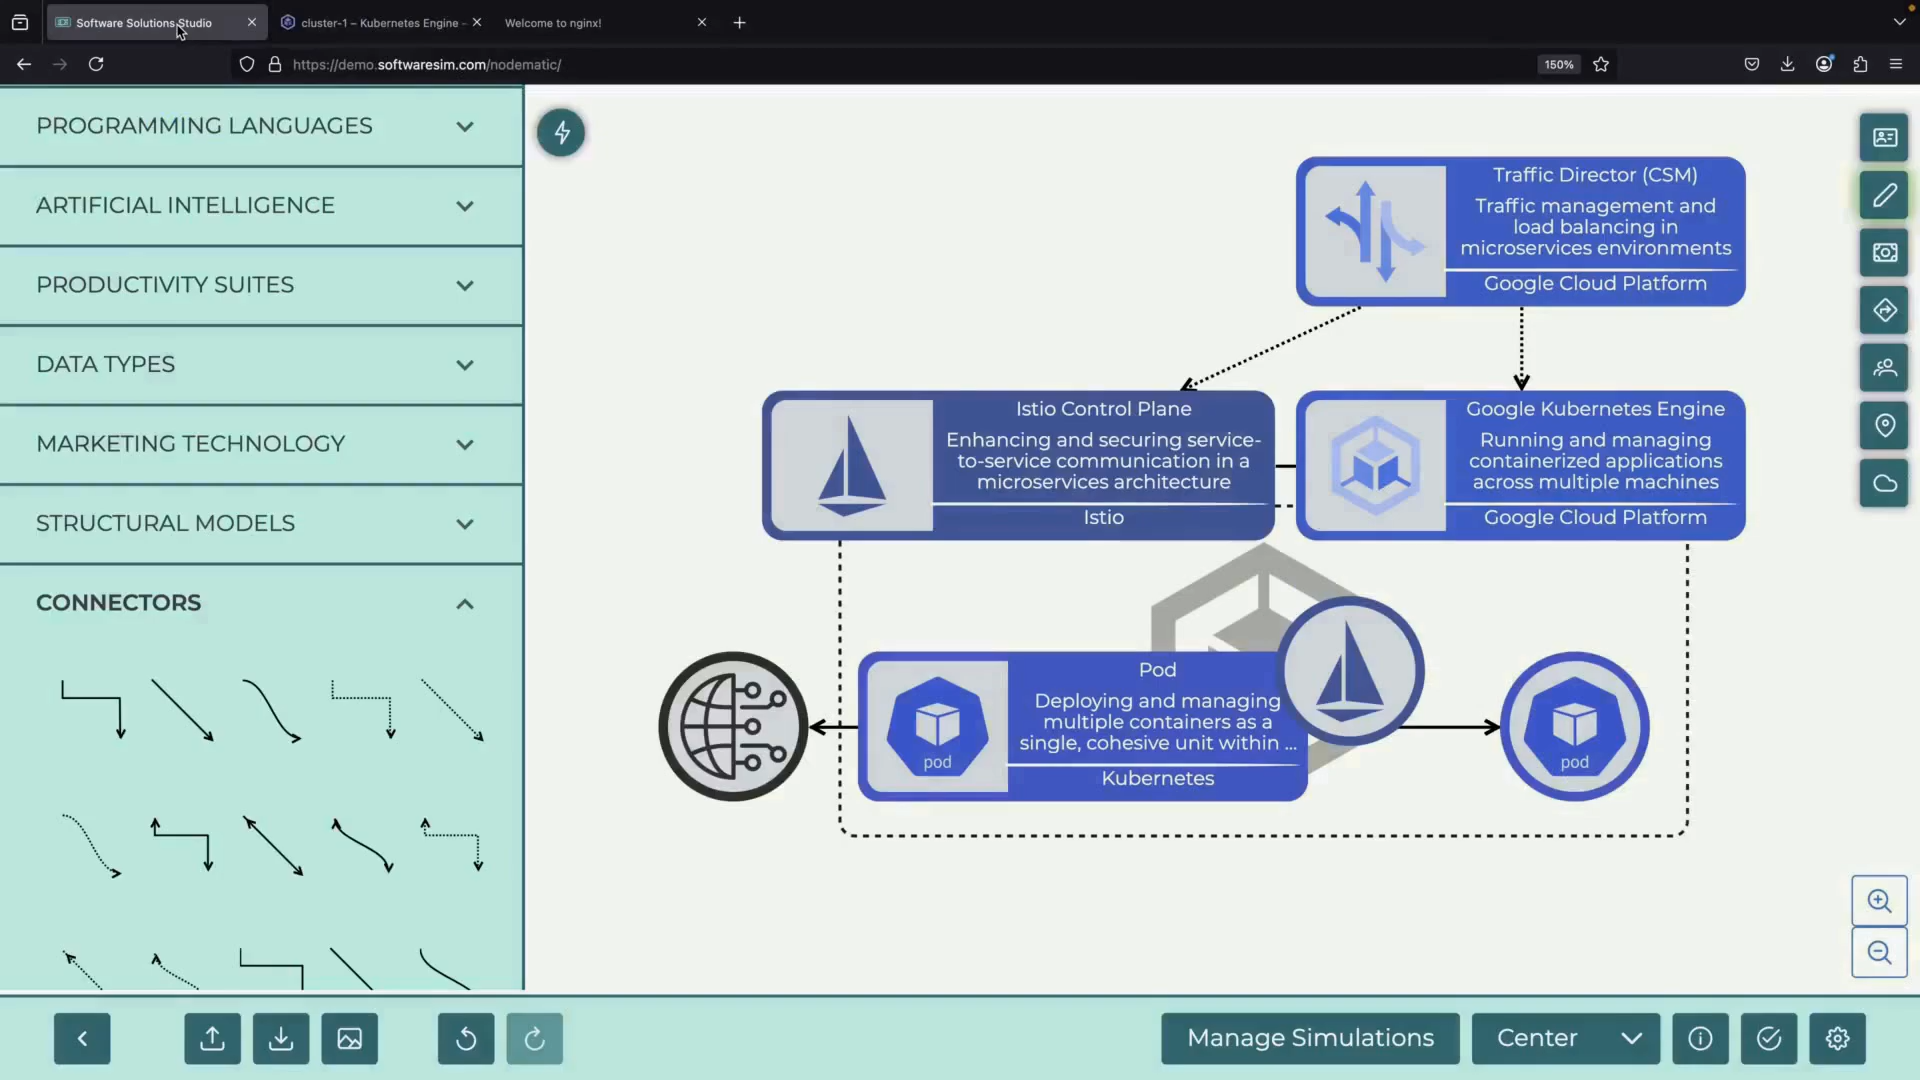 Software Solutions Studio
cluster-1 – Kubernetes Engine –
Welcome to nginx!
https://demo.softwaresim.com/nodematic/
150%
PROGRAMMING LANGUAGES
ARTIFICIAL INTELLIGENCE
PRODUCTIVITY SUITES
DATA TYPES
MARKETING TECHNOLOGY
STRUCTURAL MODELS
CONNECTORS
Traffic Director (CSM)
Traffic management and
load balancing in
microservices environments
Google Cloud Platform
Istio Control Plane
Enhancing and securing service-
to-service communication in a
microservices architecture
Istio
Google Kubernetes Engine
Running and managing
containerized applications
across multiple machines
Google Cloud Platform
pod
Pod
Deploying and managing
multiple containers as a
single, cohesive unit within ...
Kubernetes
pod
Manage Simulations
Center